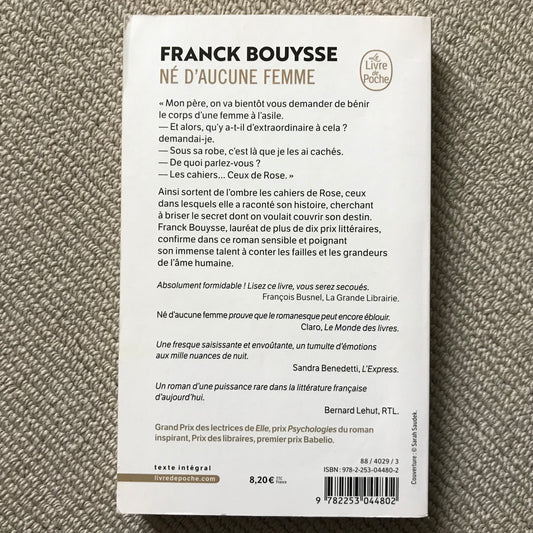 FRANCK BOUYSSE
NÉ D'AUCUNE FEMME
Le
Livre
de
Poche
« Mon père, on va bientôt vous demander de bénir
le corps d'une femme à l'asile.
— Et alors, qu'y a-t-il d'extraordinaire à cela ?
demandai-je.
— Sous sa robe, c'est là que je les ai cachés.
— De quoi parlez-vous ?
— Les cahiers... Ceux de Rose. »
Ainsi sortent de l'ombre les cahiers de Rose, ceux
dans lesquels elle a raconté son histoire, cherchant
à briser le secret dont on voulait couvrir son destin.
Franck Bouysse, lauréat de plus de dix prix littéraires,
confirme dans ce roman sensible et poignant
son immense talent à conter les failles et les grandeurs
de l'âme humaine.
Absolument formidable ! Lisez ce livre, vous serez secoués.
François Busnel, La Grande Librairie.
Né d'aucune femme prouve que le romanesque peut encore éblouir.
Claro, Le Monde des livres.
Une fresque saisissante et envoûtante, un tumulte d'émotions
aux mille nuances de nuit.
Sandra Benedetti, L'Express.
Un roman d'une puissance rare dans la littérature française
d'aujourd'hui.
Bernard Lehut, RTL.
Grand Prix des lectrices de Elle, prix Psychologies du roman
inspirant, Prix des libraires, premier prix Babelio.
texte intégral
livredepoche.com
8,20 € TTC
France
88 / 4029 / 3
ISBN : 978-2-253-04480-2
9 782253 044802
Couverture : © Sarah Saudek.